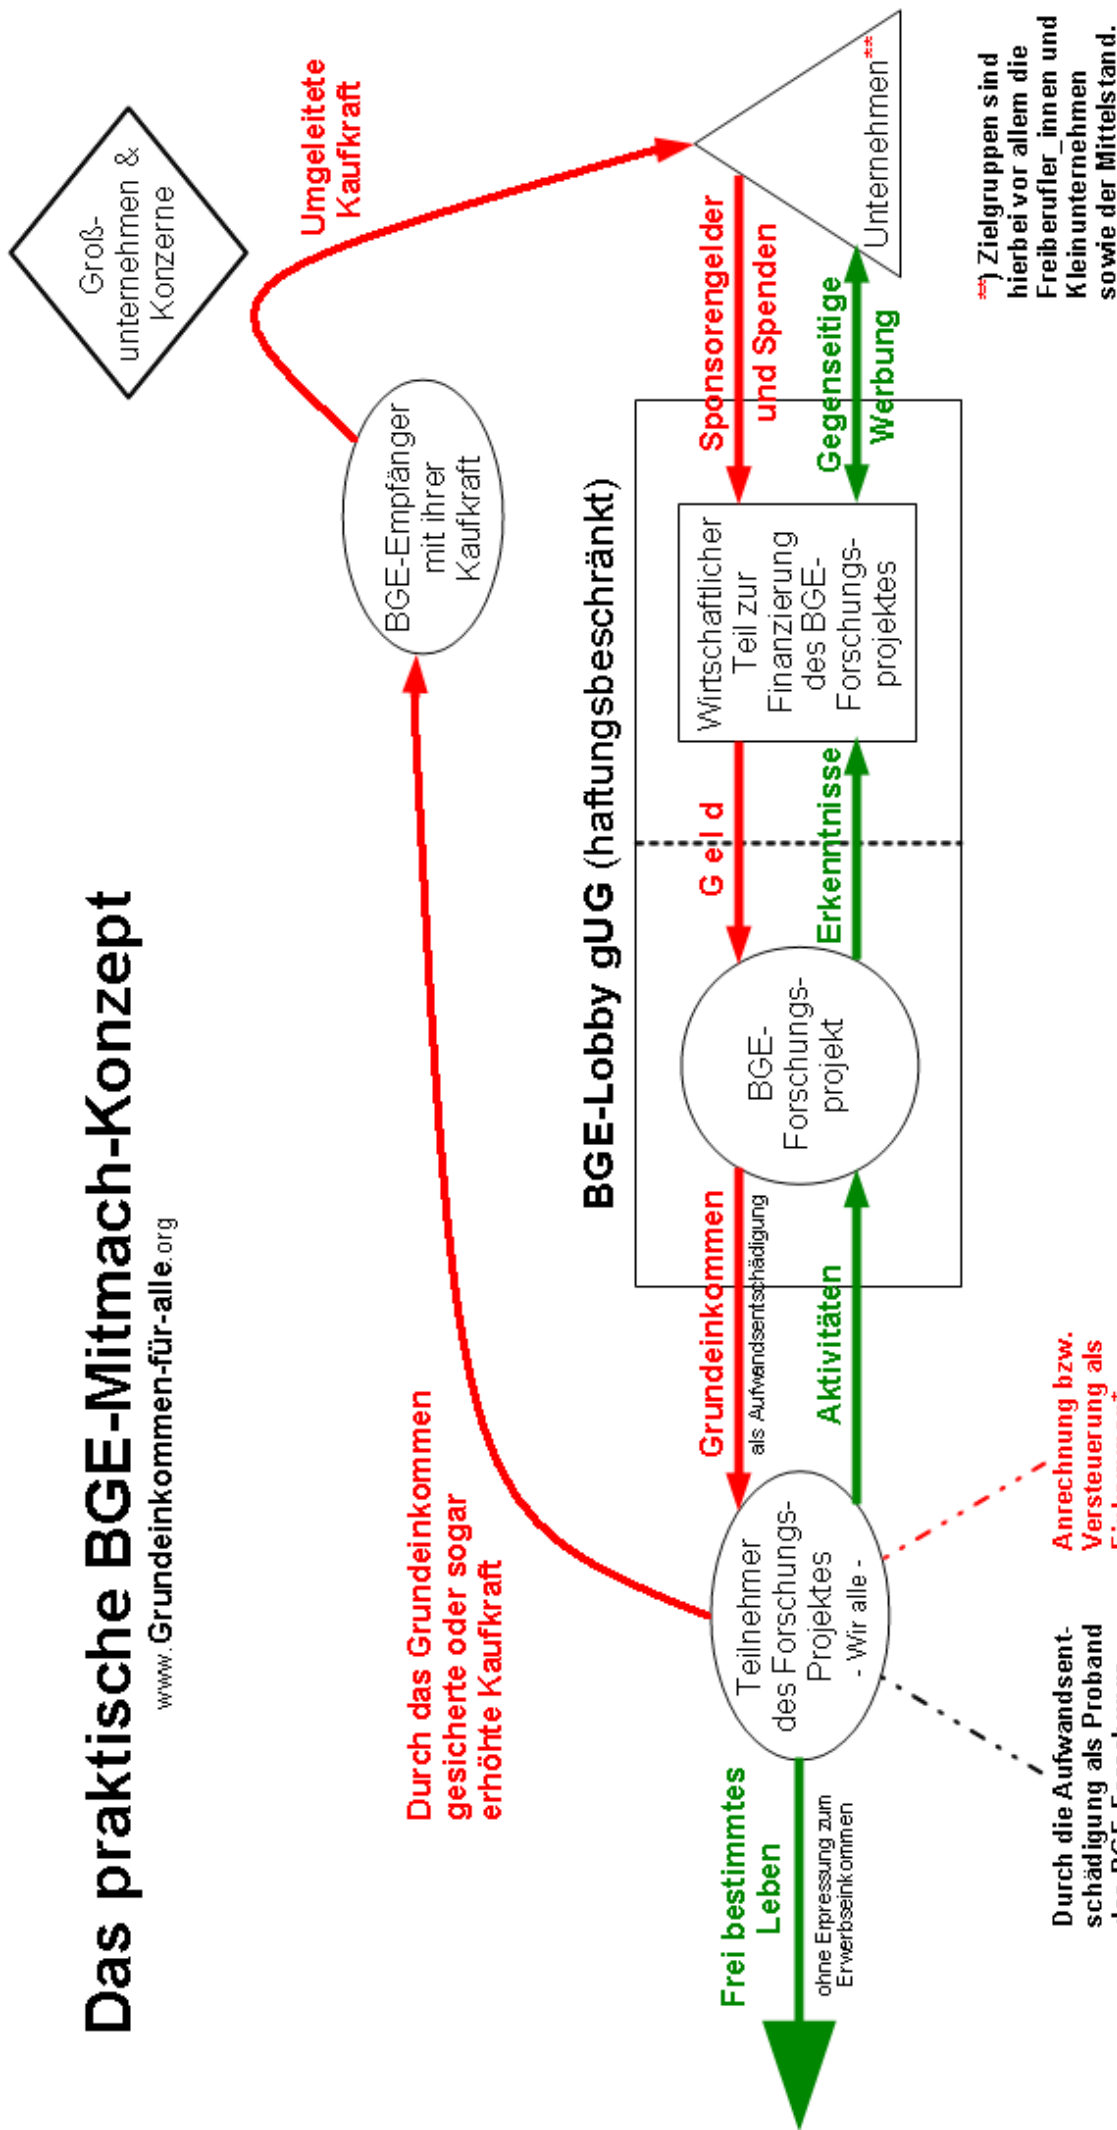 Das praktische BGE-Mitmach-Konzept
www.Grundeinkommen-für-alle.org
Groß-
unternehmen &
Konzerne
Umgeleitete
Kaufkraft
BGE-Empfänger
mit ihrer
Kaufkraft
Durch das Grundeinkommen
gesicherte oder sogar
erhöhte Kaufkraft
BGE-Lobby gUG (haftungsbeschränkt)
Frei bestimmtes
Leben
ohne Erpressung zum
Erwerbseinkommen
Teilnehmer
des Forschungs-
Projektes
- Wir alle -
Grundeinkommen
als Aufwandsentschädigung
Aktivitäten
BGE-
Forschungs-
projekt
Geld
Erkenntnisse
Wirtschaftlicher
Teil zur
Finanzierung
des BGE-
Forschungs-
projektes
Sponsorengelder
und Spenden
Gegenseitige
Werbung
Unternehmen**
Durch die Aufwandsent-
schädigung als Proband
Anrechnung bzw.
Versteuerung als
**) Zielgruppen sind
hierbei vor allem die
Freiberufler_innen und
Kleinunternehmen
sowie der Mittelstand.